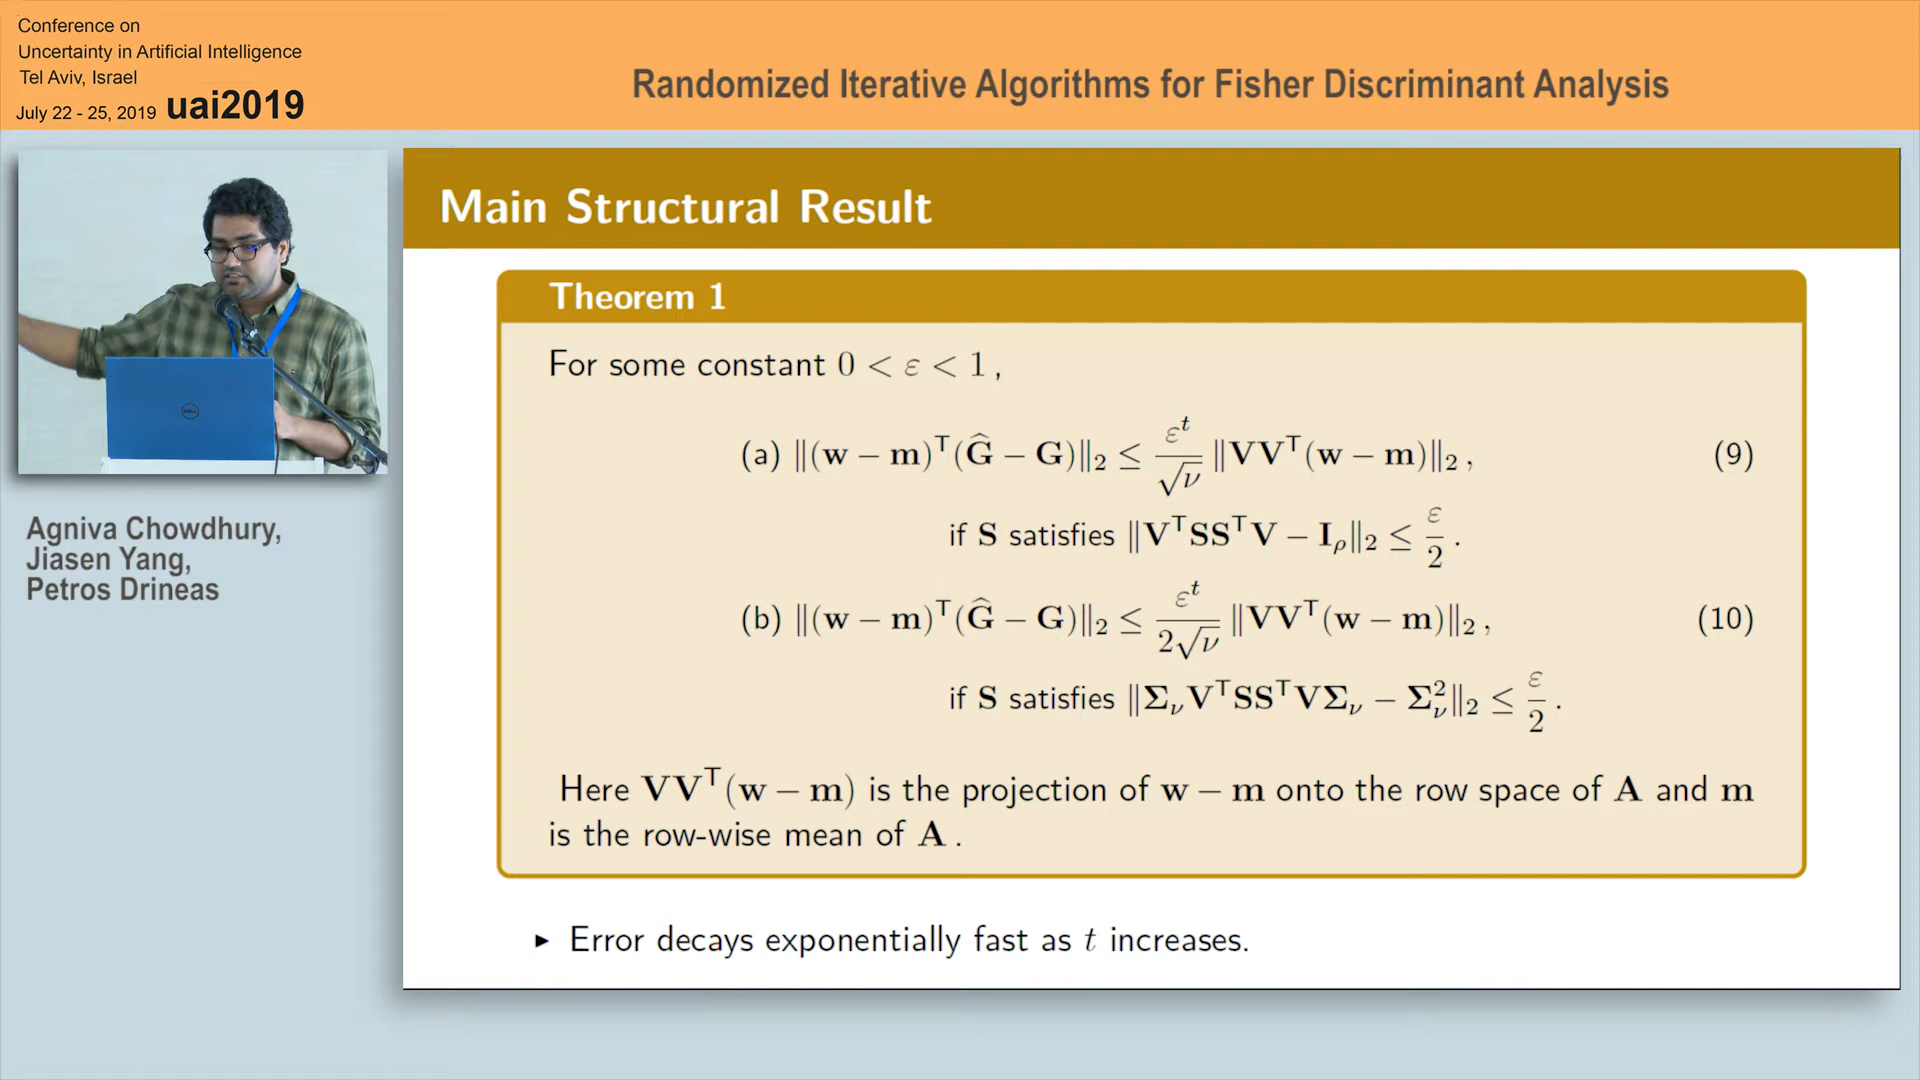 Conference on
Uncertainty in Artificial Intelligence
Tel Aviv, Israel
July 22 - 25, 2019 uai2019
Randomized Iterative Algorithms for Fisher Discriminant Analysis
Agniva Chowdhury,
Jiasen Yang,
Petros Drineas
Main Structural Result
Theorem 1
For some constant 0 < ε < 1 ,
(a) ‖(w − m)ᵀ(Ĝ − G)‖₂ ≤ εᵗ/√ν ‖VVᵀ(w − m)‖₂ , (9)
if S satisfies ‖VᵀSSᵀV − I_ρ‖₂ ≤ ε/2 .
(b) ‖(w − m)ᵀ(Ĝ − G)‖₂ ≤ εᵗ/2√ν ‖VVᵀ(w − m)‖₂ , (10)
if S satisfies ‖Σ_νVᵀSSᵀVΣ_ν − Σ_ν²‖₂ ≤ ε/2 .
Here VVᵀ(w − m) is the projection of w − m onto the row space of A and m
is the row-wise mean of A .
▶ Error decays exponentially fast as t increases.